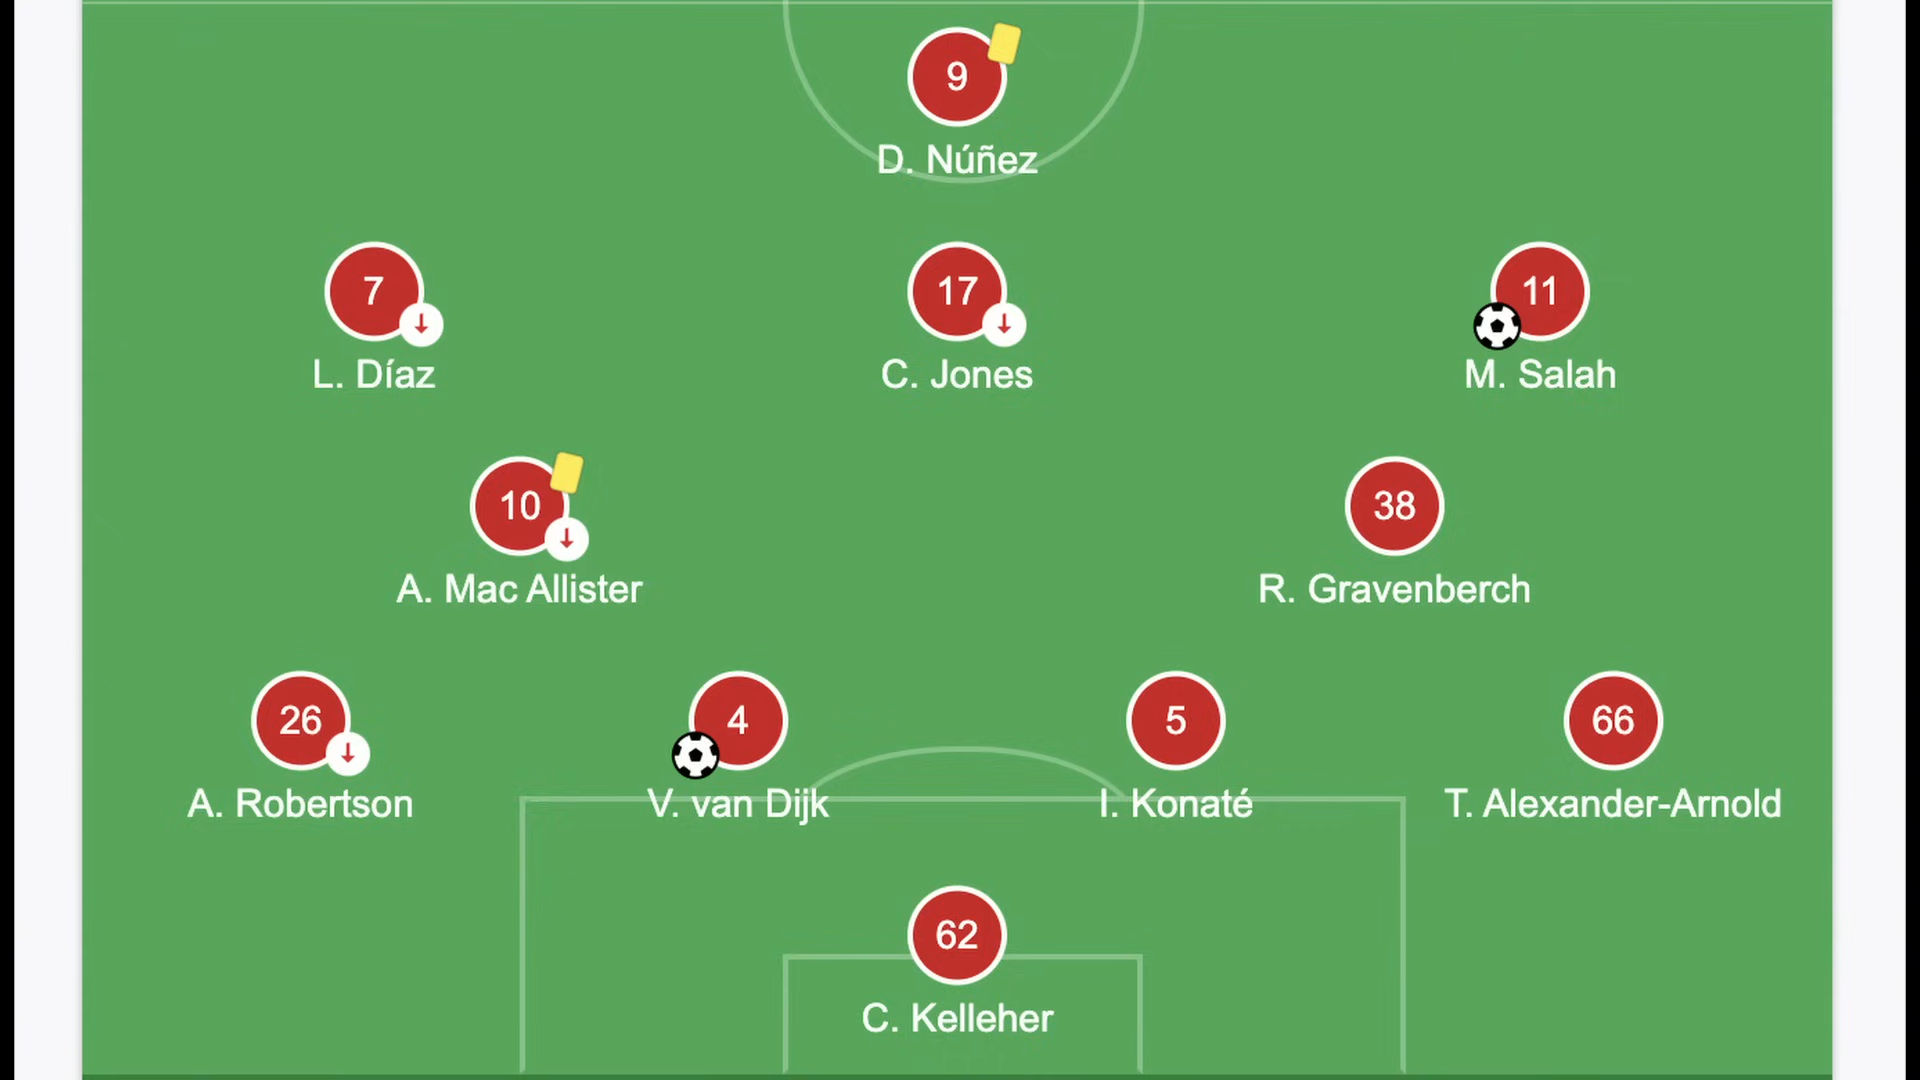 9
D. Núñez
7
17
11
L. Díaz
C. Jones
M. Salah
10
38
A. Mac Allister
R. Gravenberch
26
4
5
66
A. Robertson
V. van Dijk
I. Konaté
T. Alexander-Arnold
62
C. Kelleher